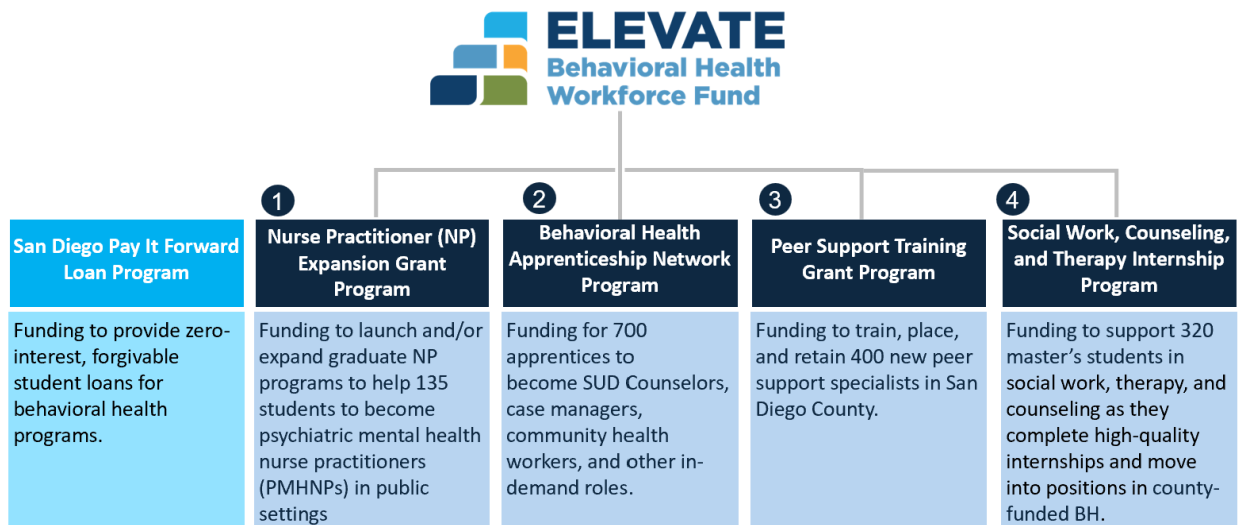 ELEVATE
Behavioral Health
Workforce Fund
San Diego Pay It Forward
Loan Program
Funding to provide zero-
interest, forgivable
student loans for
behavioral health
programs.
1
Nurse Practitioner (NP)
Expansion Grant
Program
Funding to launch and/or
expand graduate NP
programs to help 135
students to become
psychiatric mental health
nurse practitioners
(PMHNPs) in public
settings
2
Behavioral Health
Apprenticeship Network
Program
Funding for 700
apprentices to
become SUD Counselors,
case managers,
community health
workers, and other in-
demand roles.
3
Peer Support Training
Grant Program
Funding to train, place,
and retain 400 new peer
support specialists in San
Diego County.
4
Social Work, Counseling,
and Therapy Internship
Program
Funding to support 320
master's students in
social work, therapy, and
counseling as they
complete high-quality
internships and move
into positions in county-
funded BH.